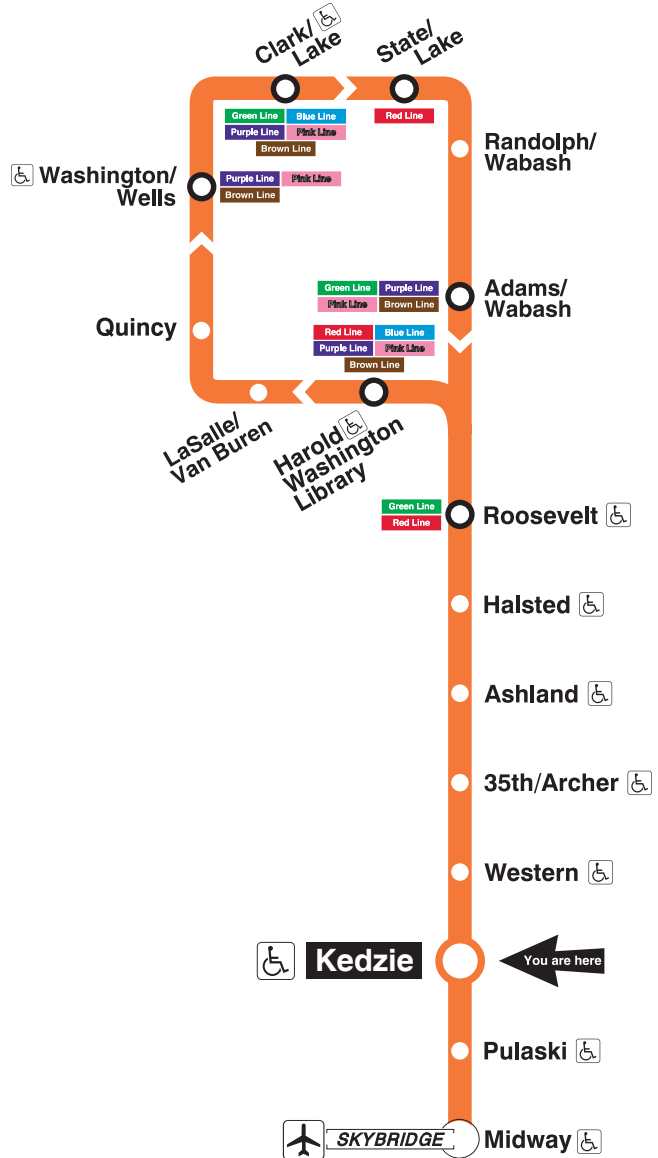 Clark/
Lake
State/
Lake
Green Line Blue Line
Purple Line Pink Line
Brown Line
Red Line
Randolph/
Wabash
Washington/
Wells
Purple Line Pink Line
Brown Line
Green Line Purple Line
Pink Line Brown Line
Adams/
Wabash
Quincy
Red Line Blue Line
Purple Line Pink Line
Brown Line
LaSalle/
Van Buren
Harold
Washington
Library
Green Line
Red Line
Roosevelt
Halsted
Ashland
35th/Archer
Western
Kedzie
You are here
Pulaski
SKYBRIDGE
Midway